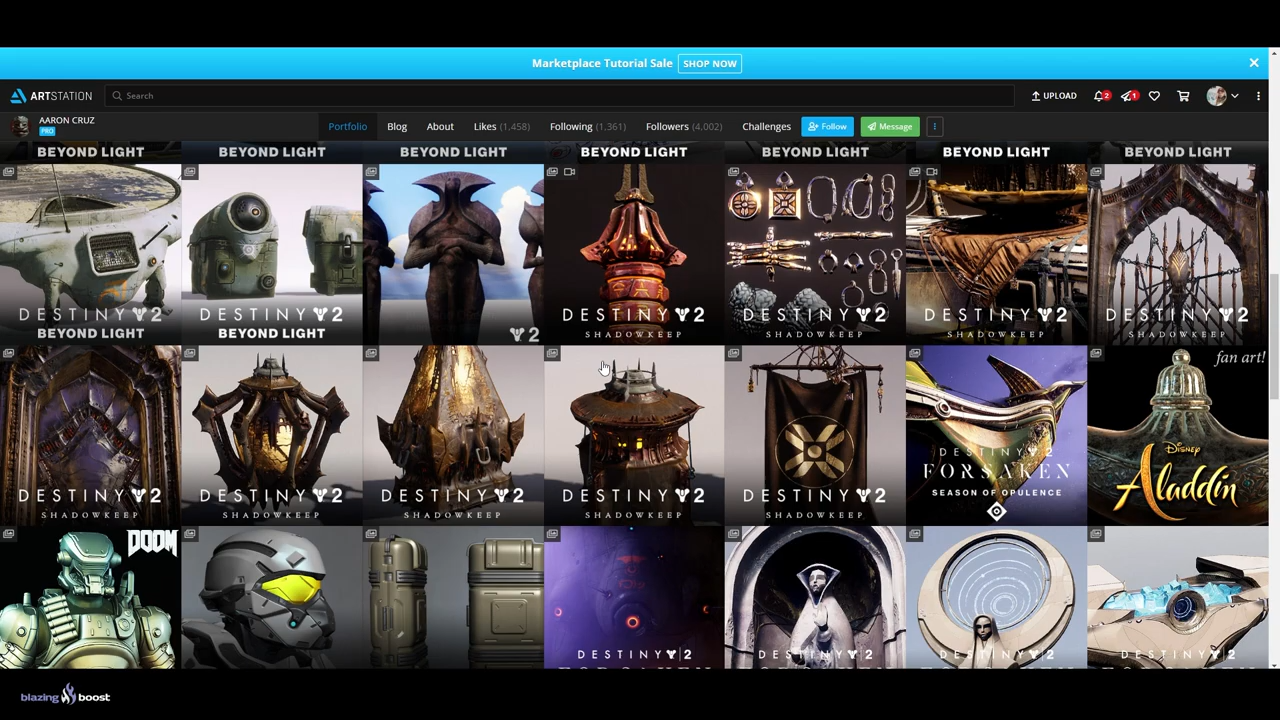 Marketplace Tutorial Sale SHOP NOW
ARTSTATION Search UPLOAD 2 1
AARON CRUZ
PRO
Portfolio Blog About Likes (1,458) Following (1,361) Followers (4,002) Challenges Follow Message
BEYOND LIGHT BEYOND LIGHT BEYOND LIGHT BEYOND LIGHT BEYOND LIGHT BEYOND LIGHT BEYOND LIGHT
DESTINY 2
BEYOND LIGHT
DESTINY 2
BEYOND LIGHT
2
DESTINY 2
SHADOWKEEP
DESTINY 2
SHADOWKEEP
DESTINY 2
SHADOWKEEP
DESTINY 2
SHADOWKEEP
DESTINY 2
SHADOWKEEP
DESTINY 2
SHADOWKEEP
DESTINY 2
SHADOWKEEP
DESTINY 2
SHADOWKEEP
DESTINY 2
SHADOWKEEP
DESTINY 2
FORSAKEN
SEASON OF OPULENCE
fan art!
Disney
Aladdin
DOOM
DESTINY 2
DESTINY 2
DESTINY 2
DESTINY 2
blazing boost